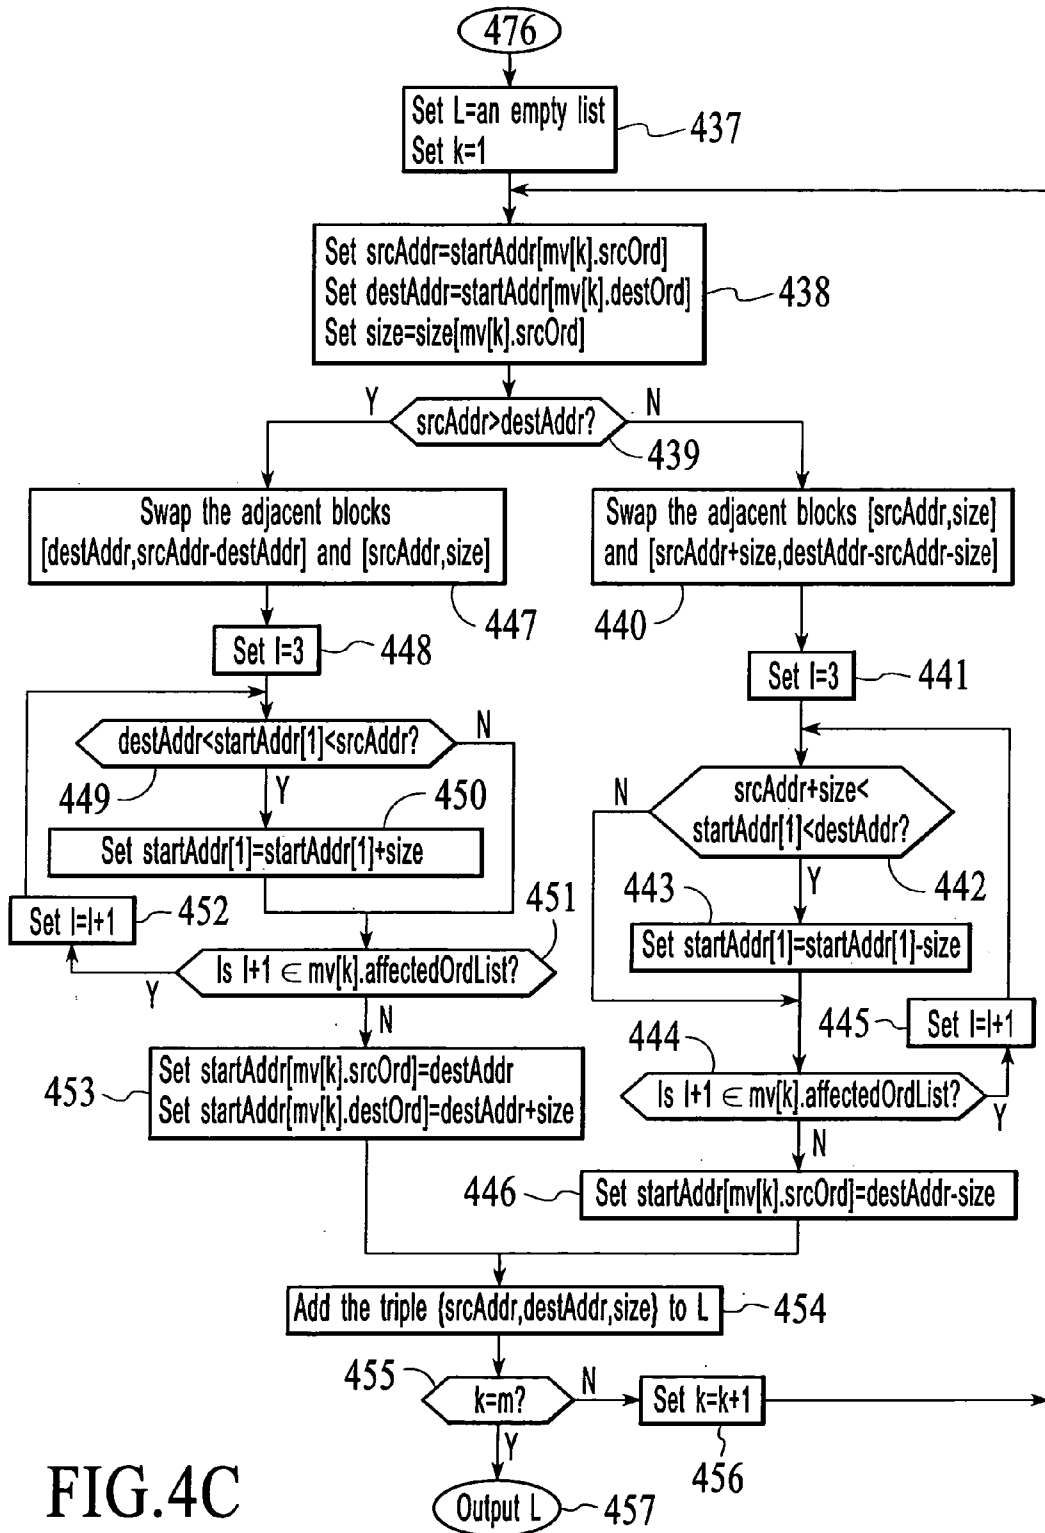 476
Set L=an empty list
Set k=1
437
Set srcAddr=startAddr[mv[k].srcOrd]
Set destAddr=startAddr[mv[k].destOrd]
Set size=size[mv[k].srcOrd]
438
Y
srcAddr>destAddr?
N
439
Swap the adjacent blocks
[destAddr,srcAddr-destAddr] and [srcAddr,size]
447
Swap the adjacent blocks [srcAddr,size]
and [srcAddr+size,destAddr-srcAddr-size]
440
Set l=3
448
Set l=3
441
destAddr<startAddr[1]<srcAddr?
N
449
Y
450
Set startAddr[1]=startAddr[1]+size
N
srcAddr+size<
startAddr[1]<destAddr?
442
Y
443
Set startAddr[1]=startAddr[1]-size
Set l=l+1
452
451
Is l+1 ∈ mv[k].affectedOrdList?
Y
N
445
Set l=l+1
444
Is l+1 ∈ mv[k].affectedOrdList?
Y
N
453
Set startAddr[mv[k].srcOrd]=destAddr
Set startAddr[mv[k].destOrd]=destAddr+size
446
Set startAddr[mv[k].srcOrd]=destAddr-size
Add the triple {srcAddr,destAddr,size} to L
454
455
k=m?
N
Set k=k+1
456
Y
Output L
457
FIG.4C